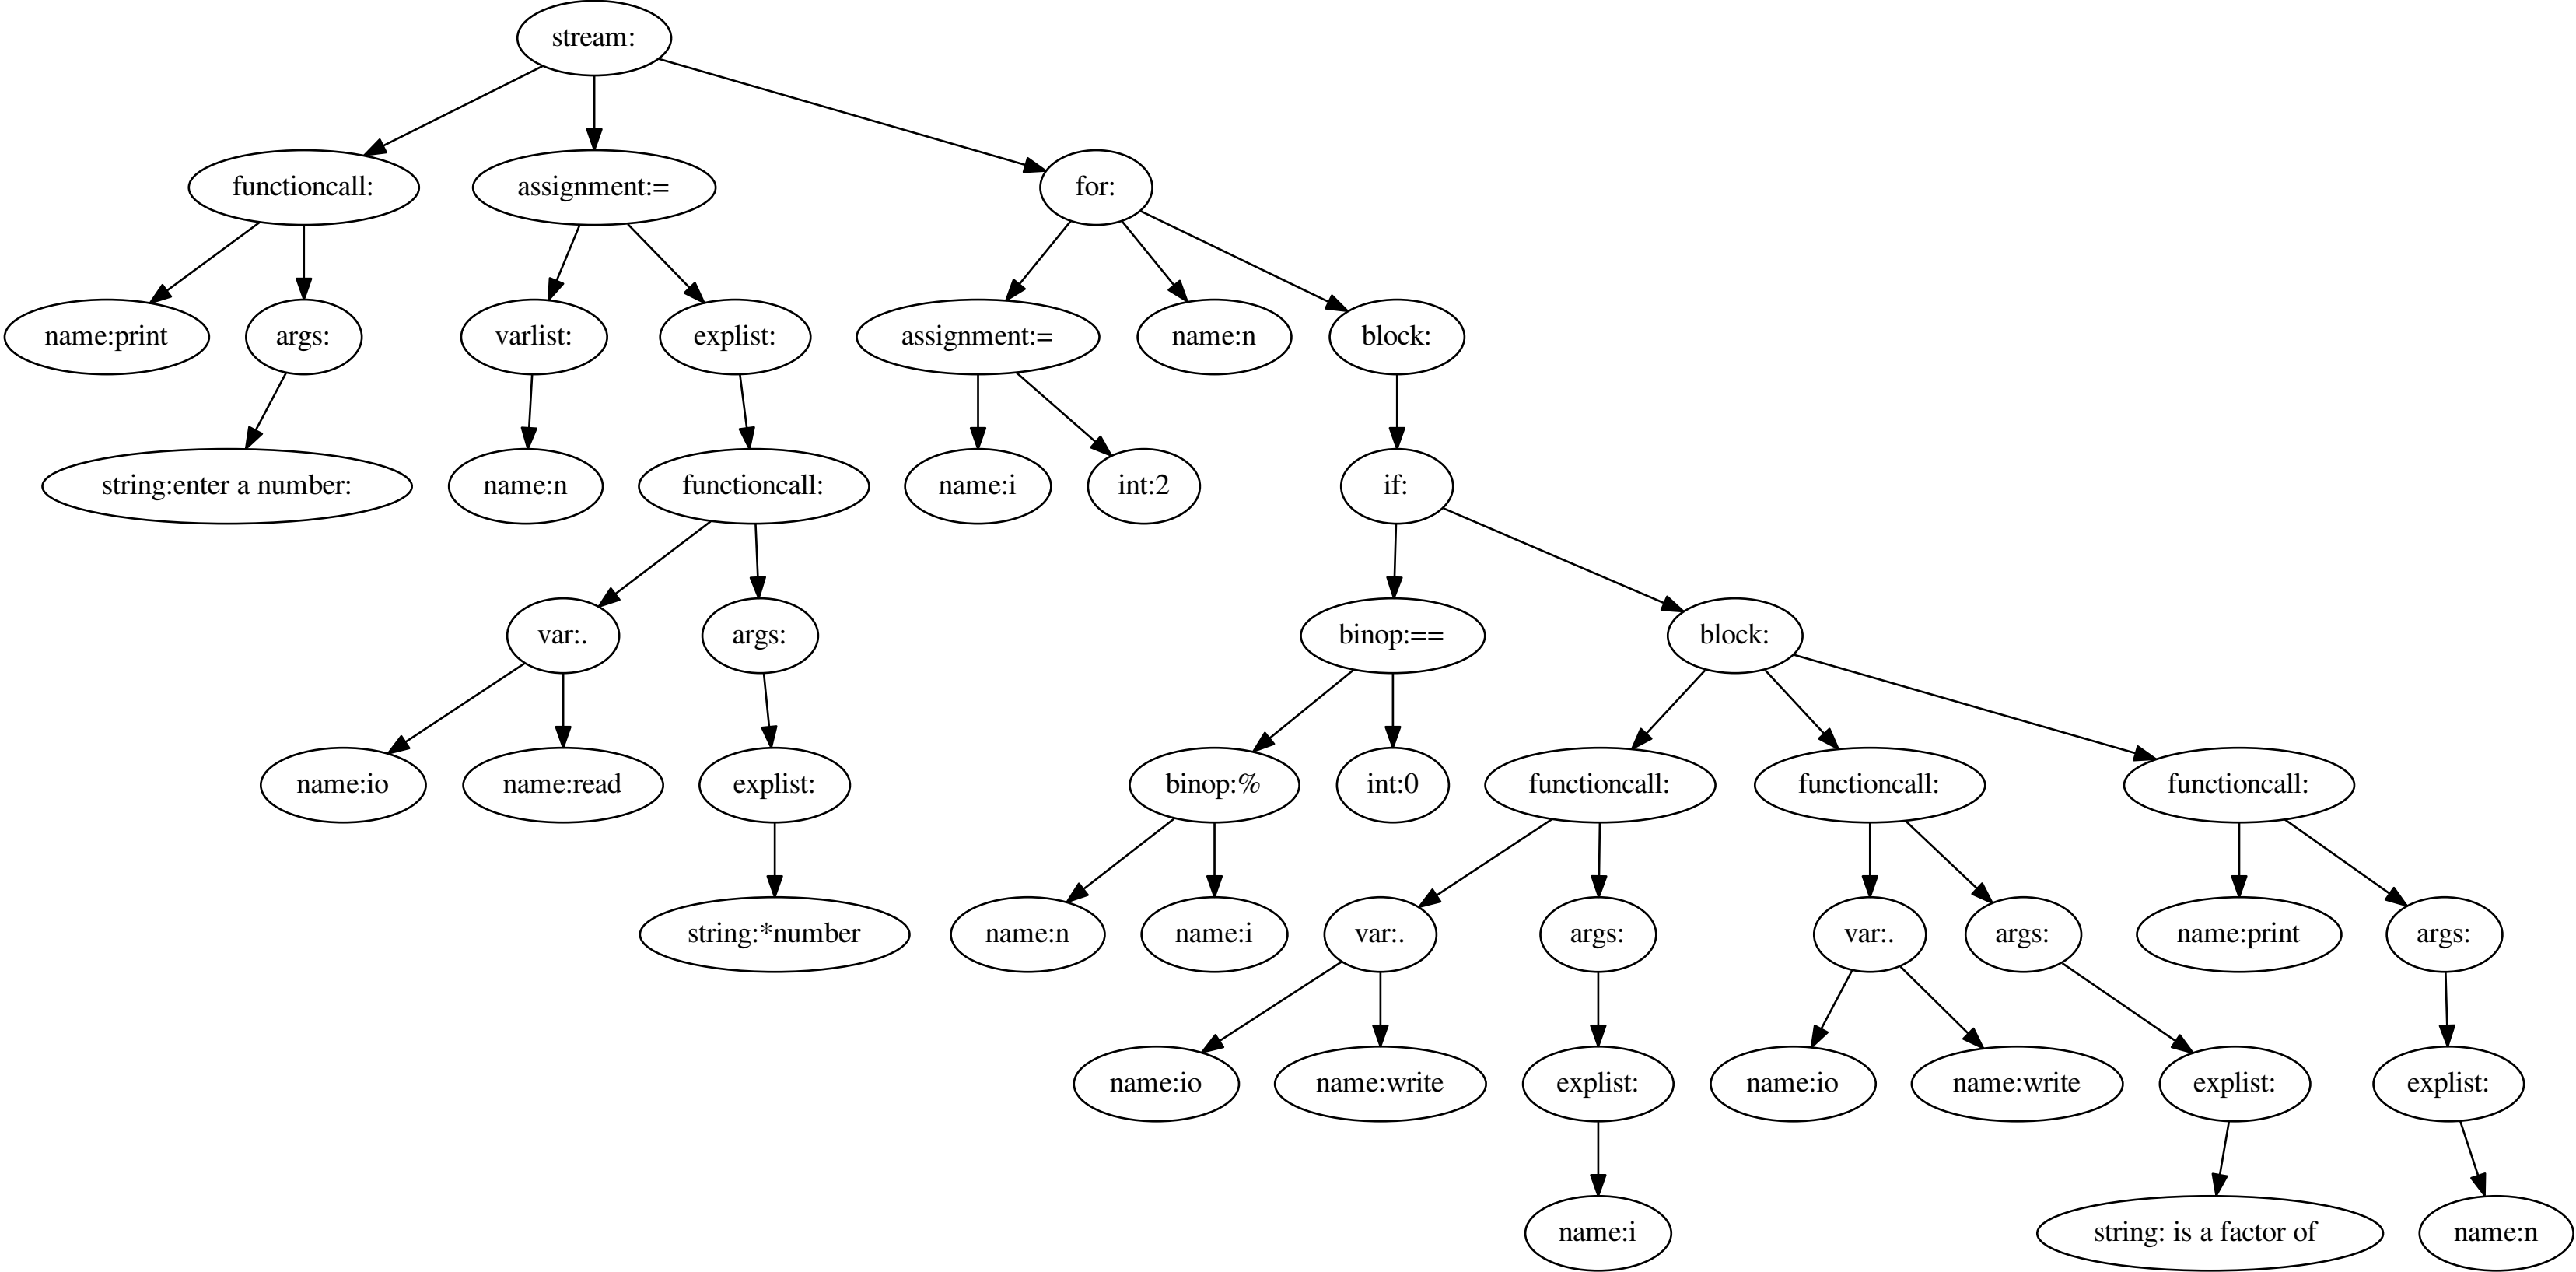 stream:
functioncall:
assignment:=
for:
name:print
args:
varlist:
explist:
assignment:=
name:n
block:
string:enter a number:
name:n
functioncall:
name:i
int:2
if:
var:.
args:
binop:==
block:
name:io
name:read
explist:
binop:%
int:0
functioncall:
functioncall:
functioncall:
string:*number
name:n
name:i
var:.
args:
var:.
args:
name:print
args:
name:io
name:write
explist:
name:io
name:write
explist:
explist:
name:i
string: is a factor of
name:n